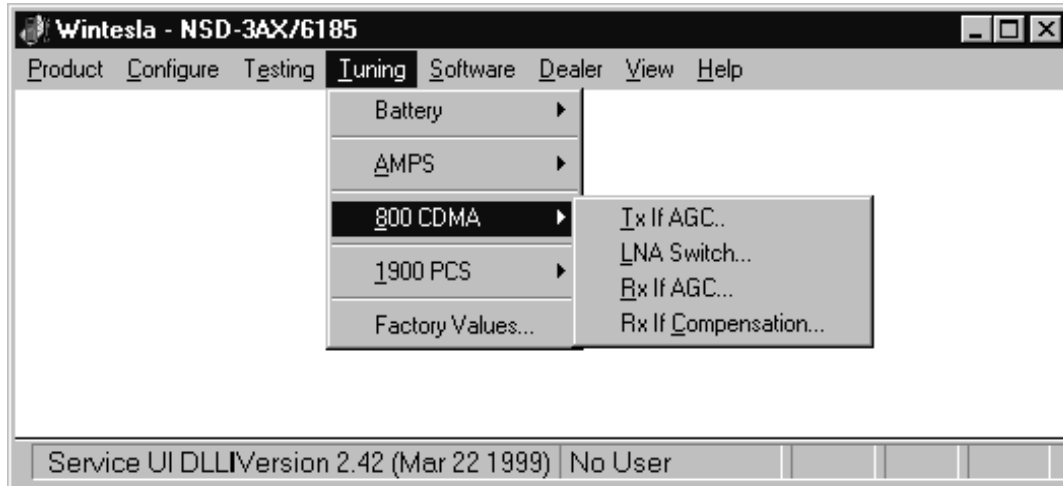 Wintesla - NSD-3AX/6185
Product Configure Testing Tuning Software Dealer View Help
Battery
AMPS
800 CDMA
1900 PCS
Factory Values...
Tx If AGC..
LNA Switch...
Rx If AGC...
Rx If Compensation...
Service UI DLL Version 2.42 (Mar 22 1999) No User